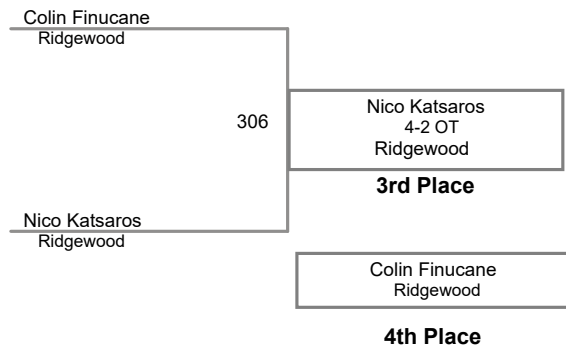 Colin Finucane
Ridgewood
306
Nico Katsaros
4-2 OT
Ridgewood
3rd Place
Nico Katsaros
Ridgewood
Colin Finucane
Ridgewood
4th Place